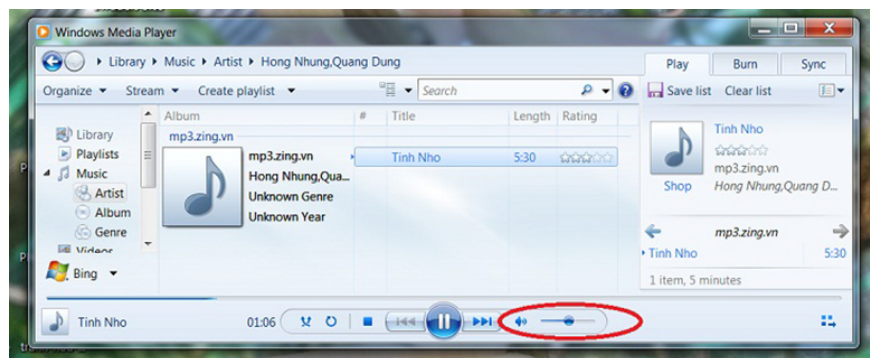 Windows Media Player
Library ▸ Music ▸ Artist ▸ Hong Nhung,Quang Dung
Play Burn Sync
Organize Stream Create playlist Search Save list Clear list
Album # Title Length Rating
mp3.zing.vn
Library
Playlists
Music
Artist
Album
Genre
Videos
Bing
mp3.zing.vn Tinh Nho 5:30
Hong Nhung,Qua...
Unknown Genre
Unknown Year
Tinh Nho
mp3.zing.vn
Shop Hong Nhung,Quang D...
mp3.zing.vn
Tinh Nho 5:30
1 item, 5 minutes
Tinh Nho 01:06